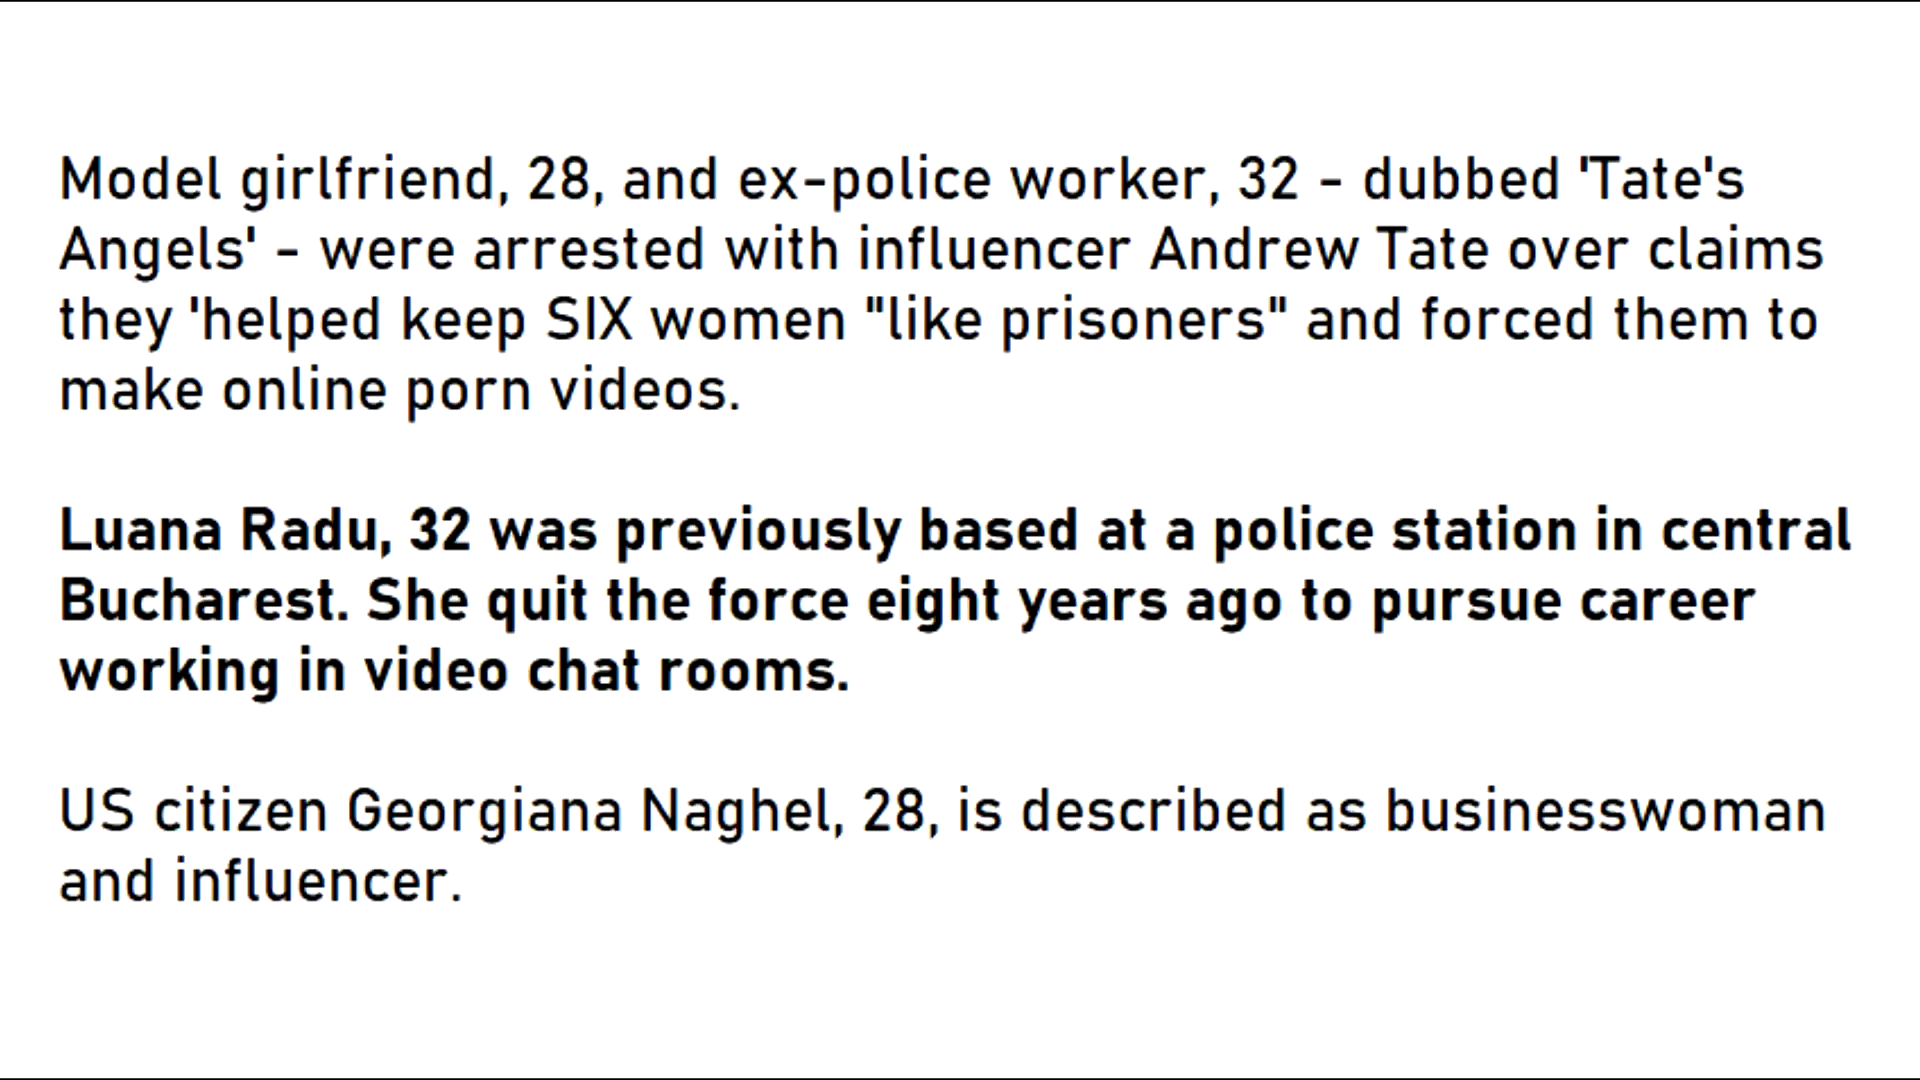 Model girlfriend, 28, and ex-police worker, 32 - dubbed 'Tate's
Angels' - were arrested with influencer Andrew Tate over claims
they 'helped keep SIX women "like prisoners" and forced them to
make online porn videos.
Luana Radu, 32 was previously based at a police station in central
Bucharest. She quit the force eight years ago to pursue career
working in video chat rooms.
US citizen Georgiana Naghel, 28, is described as businesswoman
and influencer.